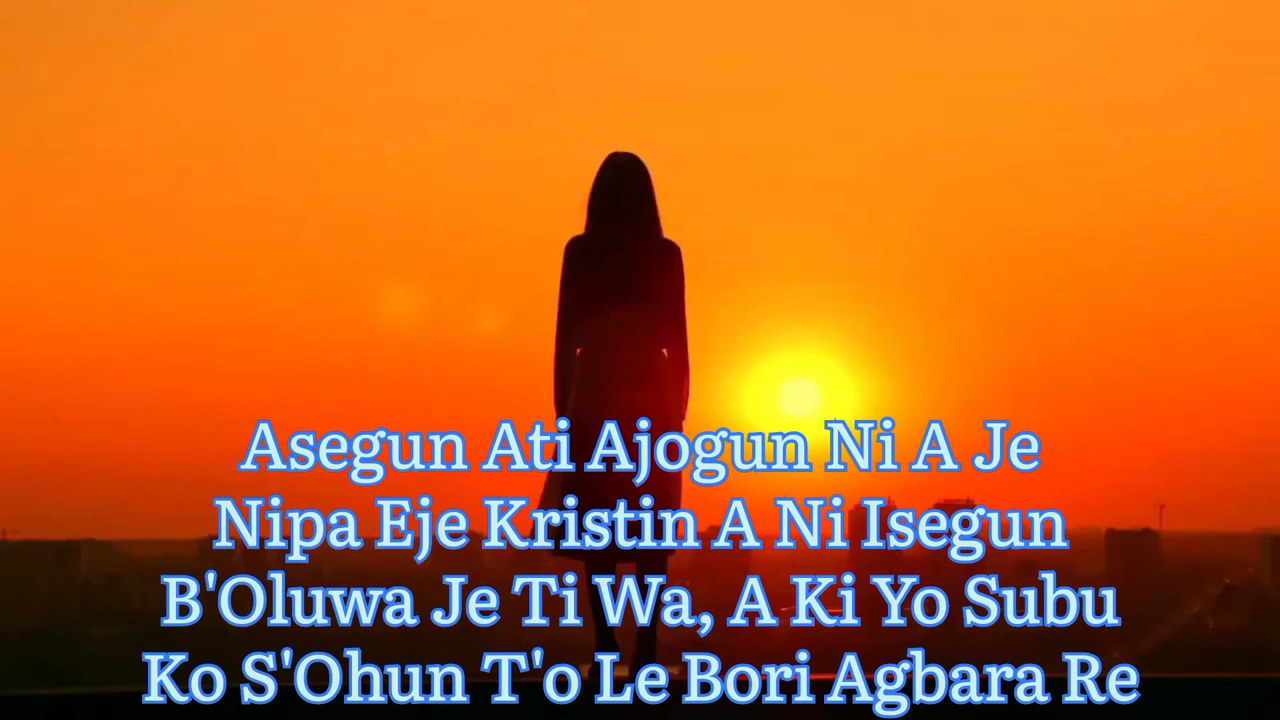 Asegun Ati Ajogun Ni A Je
Nipa Eje Kristin A Ni Isegun
B'Oluwa Je Ti Wa, A Ki Yo Subu
Ko S'Ohun T'o Le Bori Agbara Re